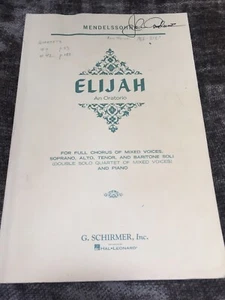 MENDELSSOHN
ELIJAH
An Oratorio
FOR FULL CHORUS OF MIXED VOICES,
SOPRANO, ALTO, TENOR, AND BARITONE SOLI
(DOUBLE SOLO QUARTET OF MIXED VOICES)
AND PIANO
G. SCHIRMER, Inc.
HAL•LEONARD